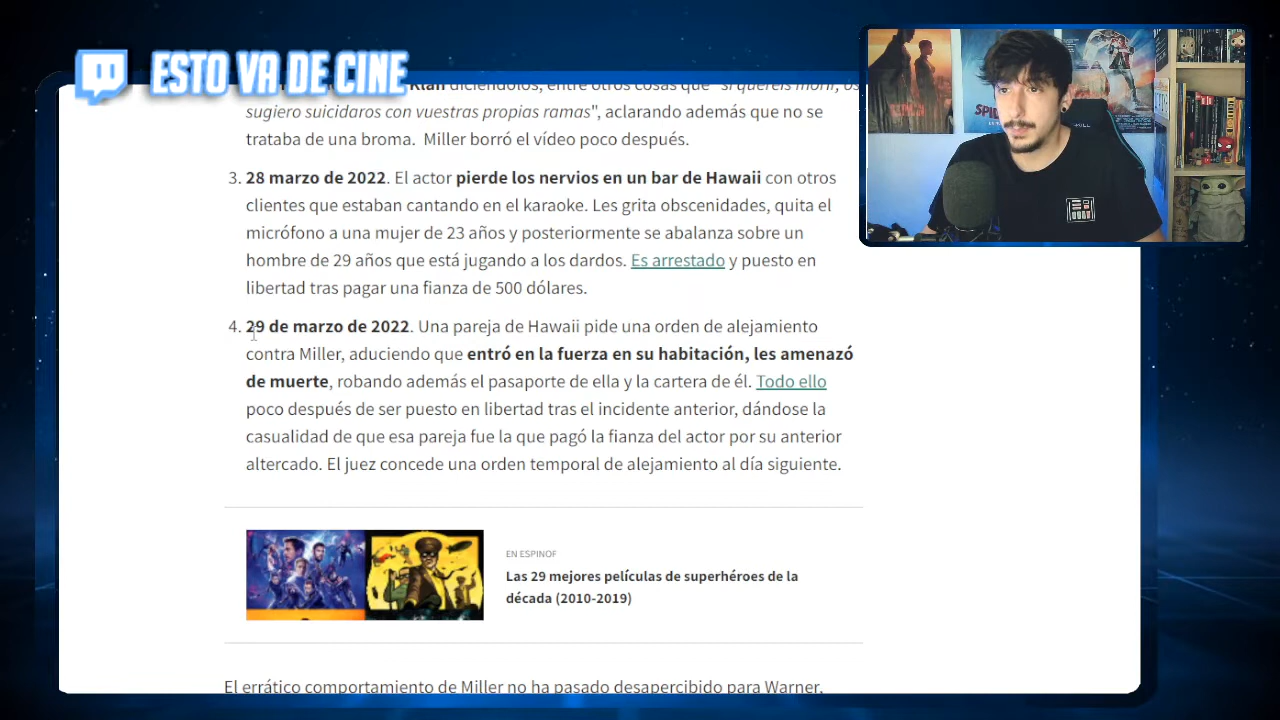 ESTO VA DE CINE
Klan diciéndolos, entre otros cosas que "si queréis morir, os
sugiero suicidaros con vuestras propias ramas", aclarando además que no se
trataba de una broma. Miller borró el vídeo poco después.
3. 28 marzo de 2022. El actor pierde los nervios en un bar de Hawaii con otros
clientes que estaban cantando en el karaoke. Les grita obscenidades, quita el
micrófono a una mujer de 23 años y posteriormente se abalanza sobre un
hombre de 29 años que está jugando a los dardos. Es arrestado y puesto en
libertad tras pagar una fianza de 500 dólares.
4. 29 de marzo de 2022. Una pareja de Hawaii pide una orden de alejamiento
contra Miller, aduciendo que entró en la fuerza en su habitación, les amenazó
de muerte, robando además el pasaporte de ella y la cartera de él. Todo ello
poco después de ser puesto en libertad tras el incidente anterior, dándose la
casualidad de que esa pareja fue la que pagó la fianza del actor por su anterior
altercado. El juez concede una orden temporal de alejamiento al día siguiente.
EN ESPINOF
Las 29 mejores películas de superhéroes de la
década (2010-2019)
El errático comportamiento de Miller no ha pasado desapercibido para Warner,